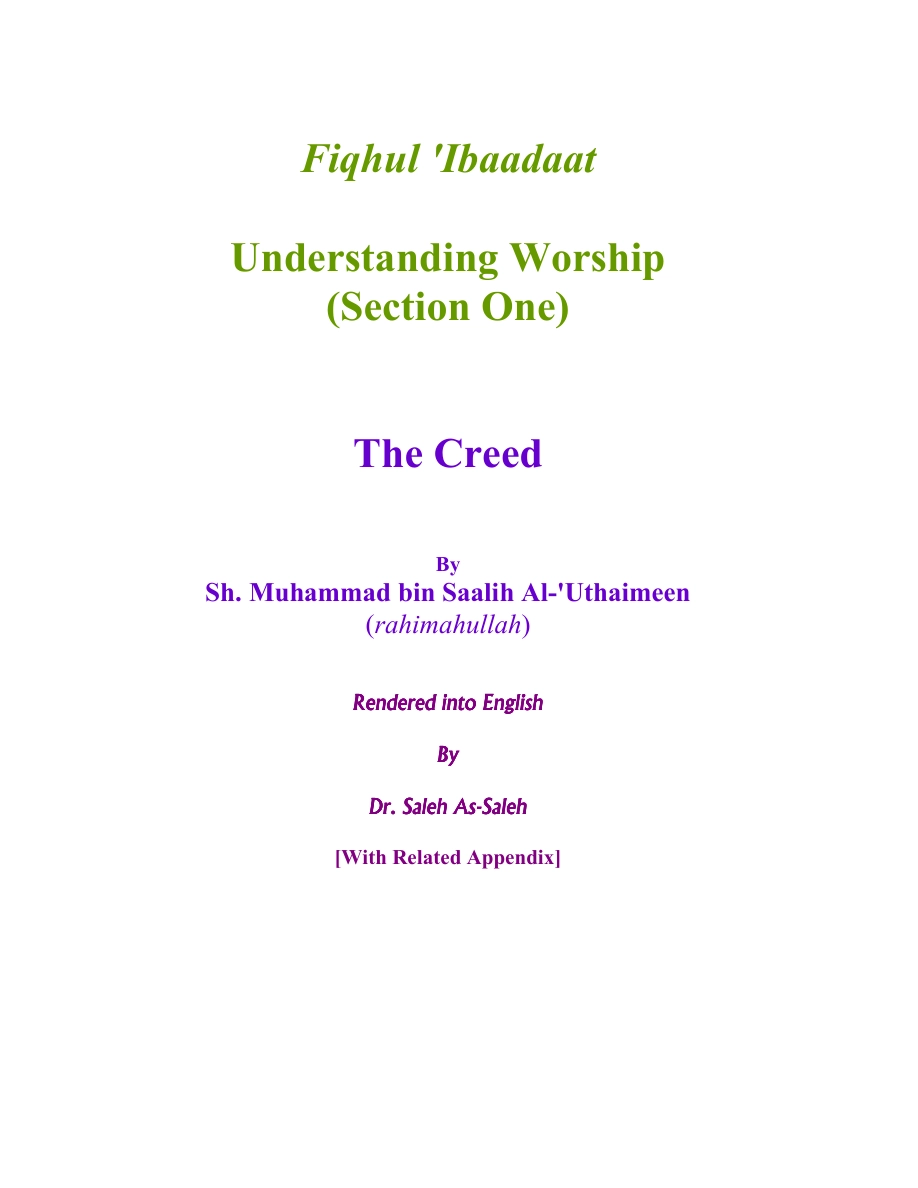 Fiqhul 'Ibaadaat
Understanding Worship
(Section One)
The Creed
By
Sh. Muhammad bin Saalih Al-'Uthaimeen
(rahimahullah)
Rendered into English
By
Dr. Saleh As-Saleh
[With Related Appendix]